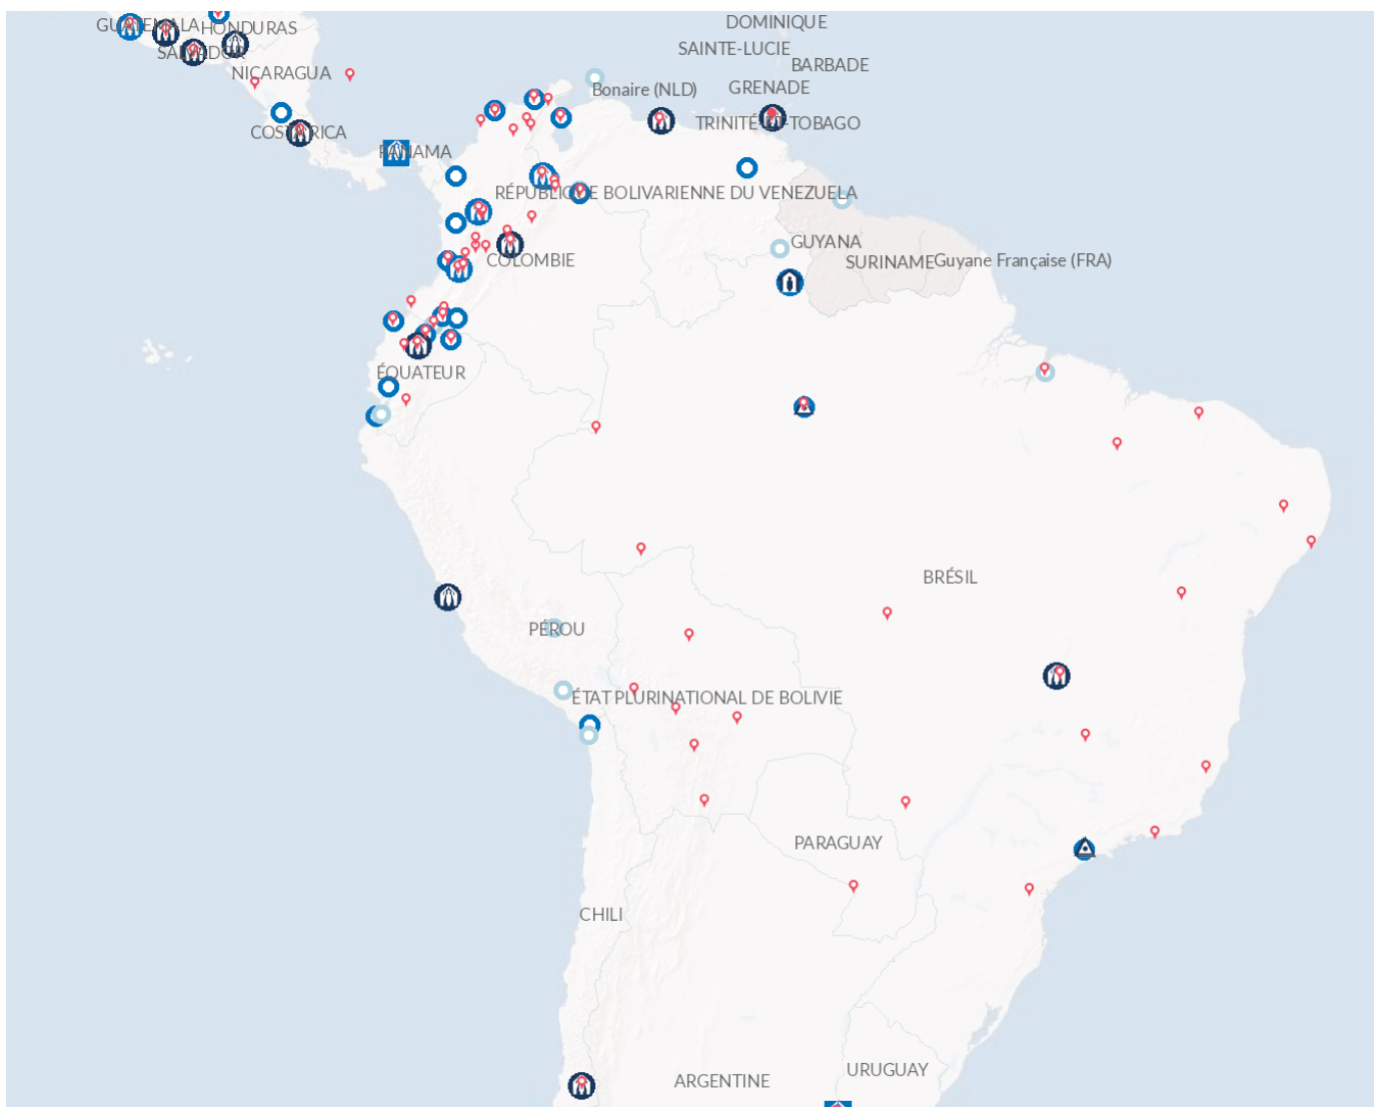 DOMINIQUE
GUATEMALA
HONDURAS
SALVADOR
SAINTE-LUCIE
BARBADE
NICARAGUA
Bonaire (NLD)
GRENADE
COSTA RICA
TRINITÉ-ET-TOBAGO
PANAMA
RÉPUBLIQUE BOLIVARIENNE DU VENEZUELA
GUYANA
COLOMBIE
SURINAME
Guyane Française (FRA)
ÉQUATEUR
BRÉSIL
PÉROU
ÉTAT PLURINATIONAL DE BOLIVIE
PARAGUAY
CHILI
URUGUAY
ARGENTINE